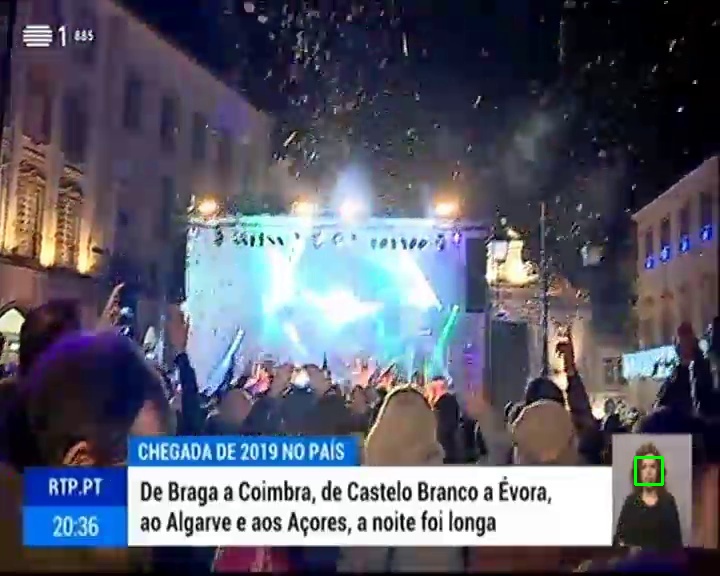 1 885
CHEGADA DE 2019 NO PAÍS
RTP.PT
De Braga a Coimbra, de Castelo Branco a Évora,
20:36
ao Algarve e aos Açores, a noite foi longa